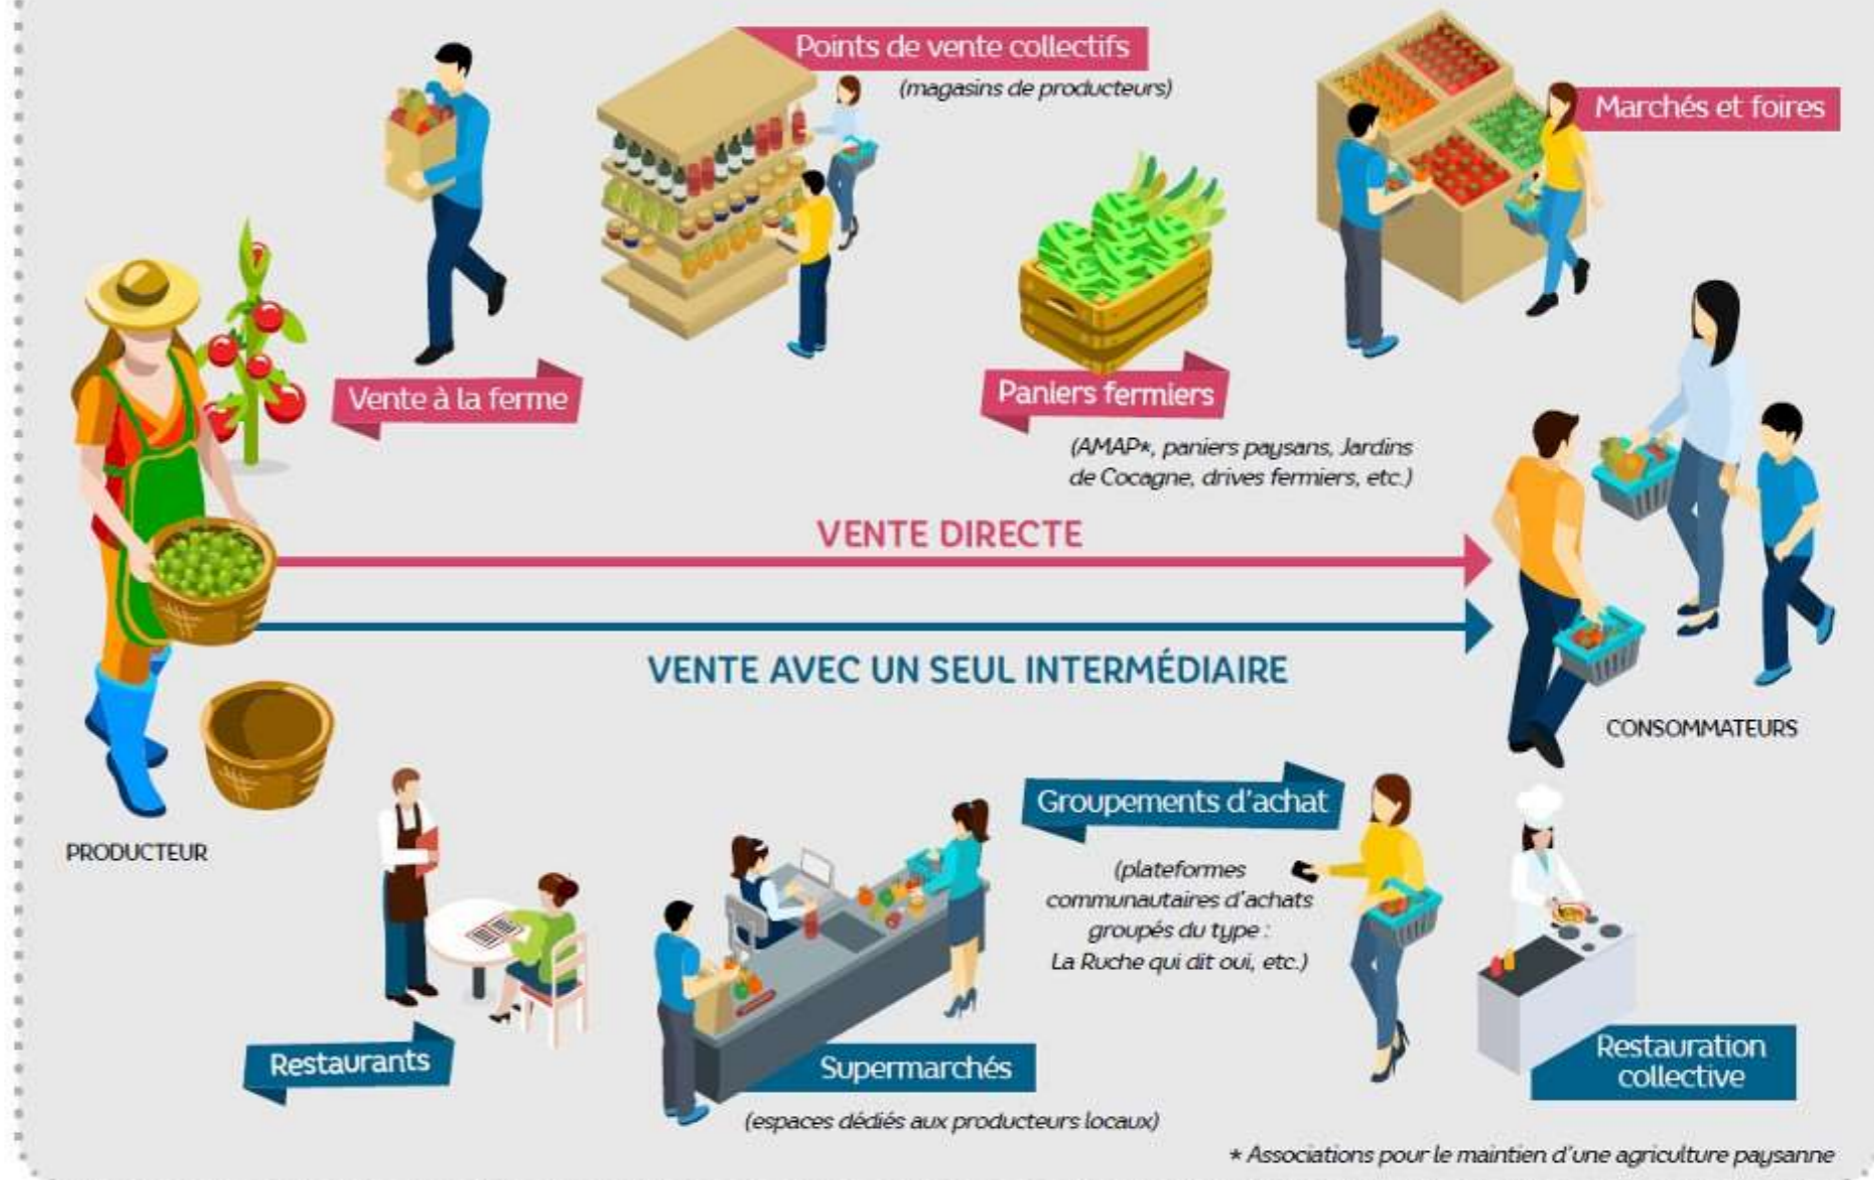 Points de vente collectifs
(magasins de producteurs)
Marchés et foires
Vente à la ferme
Paniers fermiers
(AMAP*, paniers paysans, Jardins
de Cocagne, drives fermiers, etc.)
VENTE DIRECTE
VENTE AVEC UN SEUL INTERMÉDIAIRE
CONSOMMATEURS
PRODUCTEUR
Groupements d'achat
(plateformes
communautaires d'achats
groupés du type :
La Ruche qui dit oui, etc.)
Restaurants
Supermarchés
(espaces dédiés aux producteurs locaux)
Restauration
collective
* Associations pour le maintien d'une agriculture paysanne